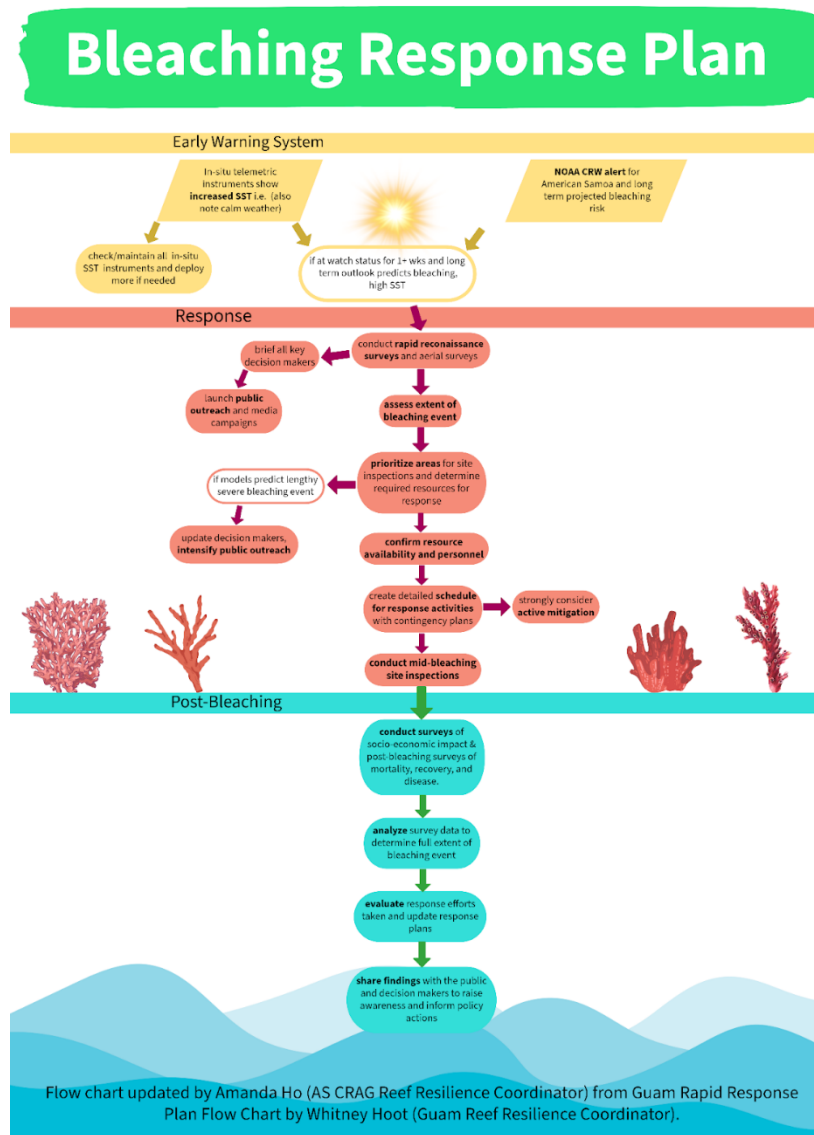 Bleaching Response Plan
Early Warning System
In-situ telemetric
instruments show
increased SST i.e. (also
note calm weather)
NOAA CRW alert for
American Samoa and long
term projected bleaching
risk
check/maintain all in-situ
SST instruments and deploy
more if needed
if at watch status for 1+ wks and long
term outlook predicts bleaching,
high SST
Response
conduct rapid reconaissance
surveys and aerial surveys
brief all key
decision makers
launch public
outreach and media
campaigns
assess extent of
bleaching event
prioritize areas for site
inspections and determine
required resources for
response
if models predict lengthy
severe bleaching event
update decision makers,
intensify public outreach
confirm resource
availability and personnel
create detailed schedule
for response activities
with contingency plans
strongly consider
active mitigation
conduct mid-bleaching
site inspections
Post-Bleaching
conduct surveys of
socio-economic impact &
post-bleaching surveys of
mortality, recovery, and
disease.
analyze survey data to
determine full extent of
bleaching event
evaluate response efforts
taken and update response
plans
share findings with the public
and decision makers to raise
awareness and inform policy
actions
Flow chart updated by Amanda Ho (AS CRAG Reef Resilience Coordinator) from Guam Rapid Response
Plan Flow Chart by Whitney Hoot (Guam Reef Resilience Coordinator).